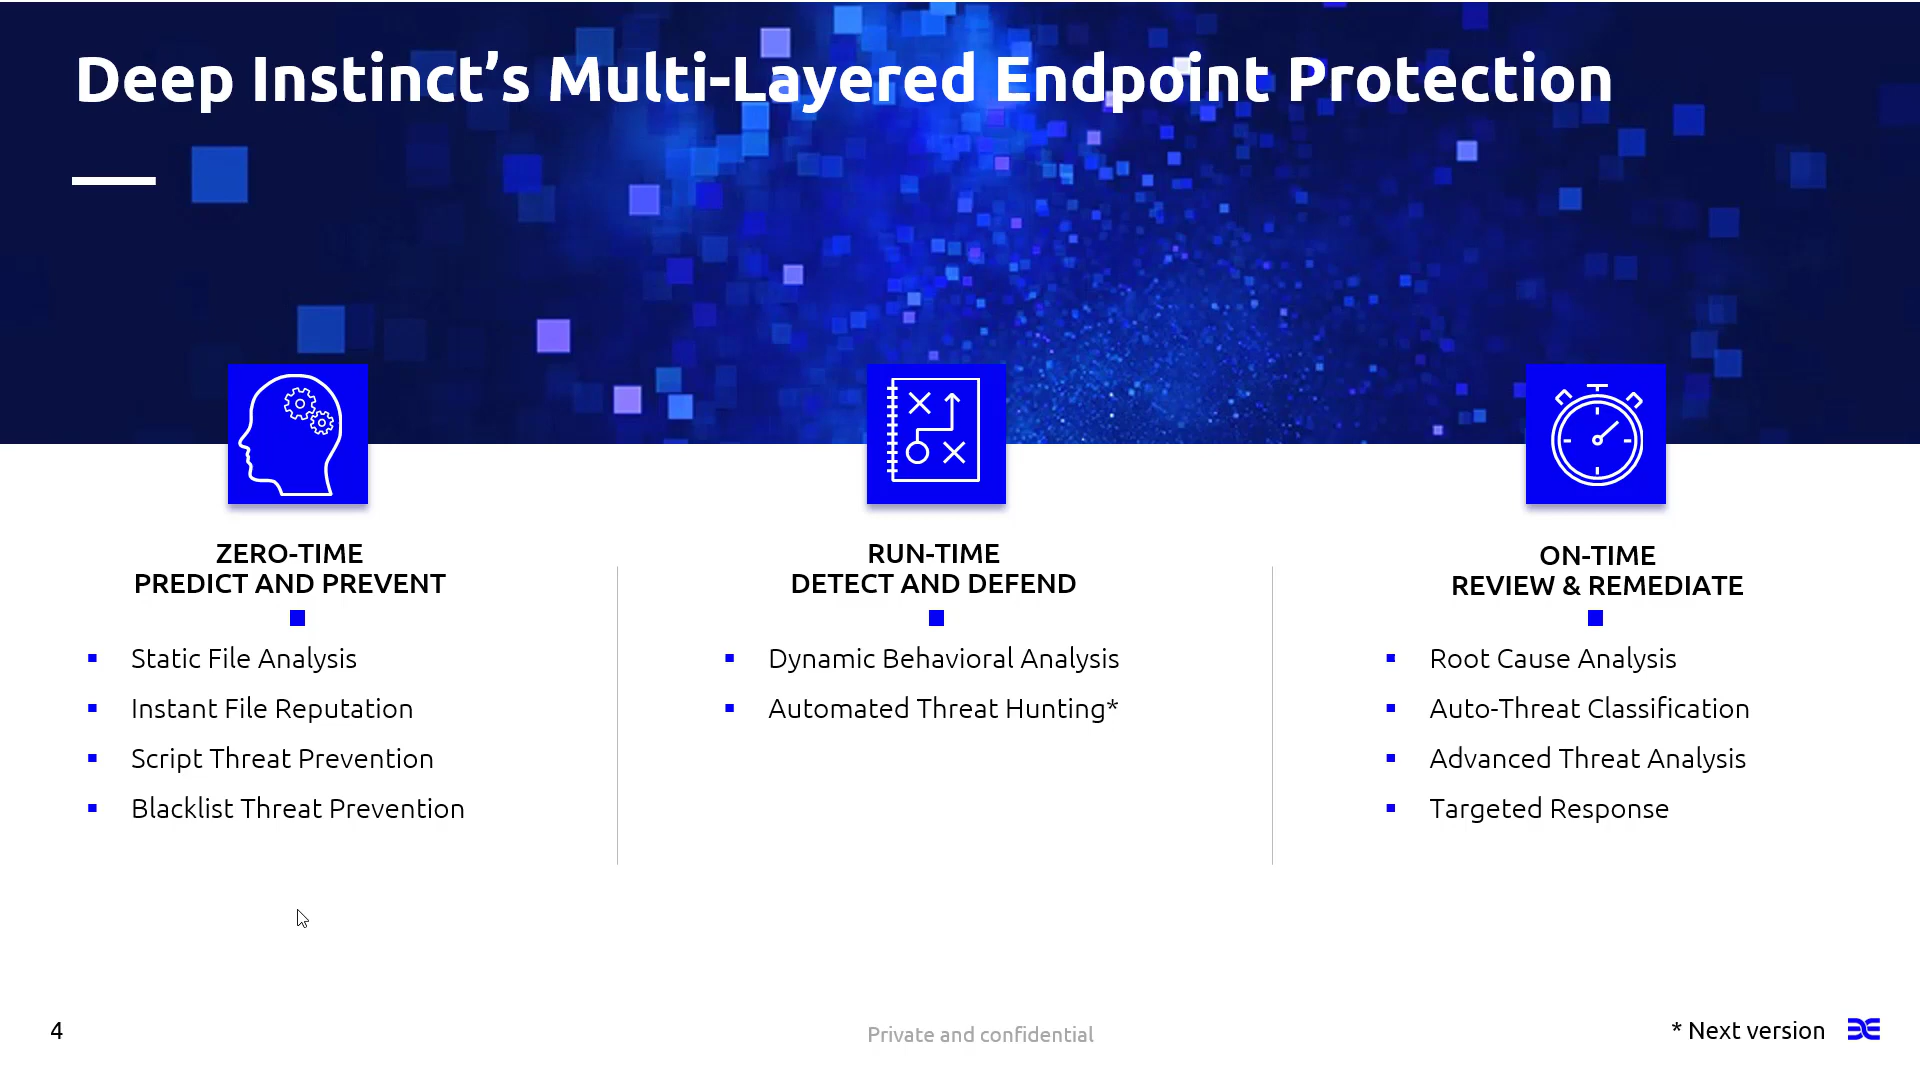 Deep Instinct’s Multi-Layered Endpoint Protection
ZERO-TIME
PREDICT AND PREVENT
Static File Analysis
Instant File Reputation
Script Threat Prevention
Blacklist Threat Prevention
RUN-TIME
DETECT AND DEFEND
Dynamic Behavioral Analysis
Automated Threat Hunting*
ON-TIME
REVIEW & REMEDIATE
Root Cause Analysis
Auto-Threat Classification
Advanced Threat Analysis
Targeted Response
4
Private and confidential
* Next version